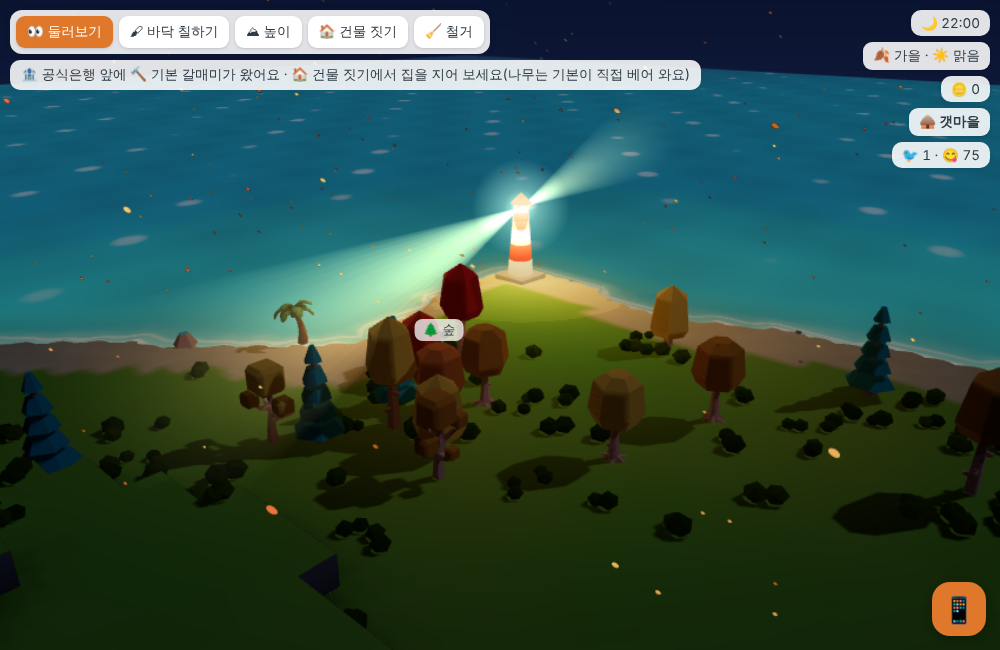 둘러보기
바다 칠하기
높이
건물 짓기
철거
공식은행 앞에 🔨 기본 갈매미가 왔어요 · 🏠 건물 짓기에서 집을 지어 보세요(나무는 기본이 직접 베어 와요)
22:00
가을 · ☀️ 맑음
0
갯마을
1 · 😋 75
숲